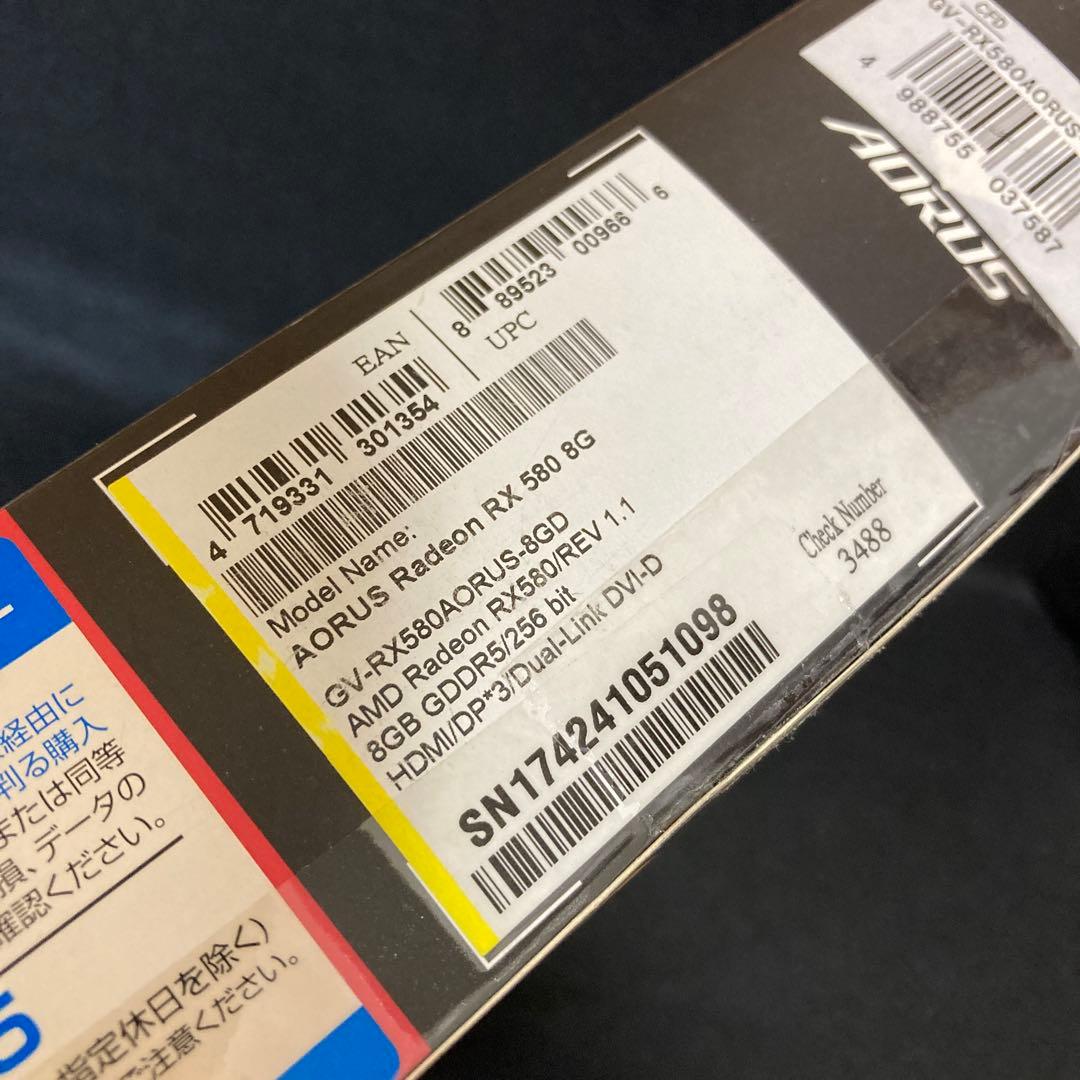 CFD
GV-RX580AORUS
4 988755 037587
AORUS
8 89523 00966 6
EAN
UPC
4 719331 301354
Model Name:
AORUS Radeon RX 580 8G
GV-RX580AORUS-8GD
AMD Radeon RX580/REV 1.1
8GB GDDR5/256 bit
HDMI/DP*3/Dual-Link DVI-D
Check Number
3488
SN174241051098
経由に
判る購入
または同等
損、データの
確認ください。
5
指定休日を除く)
ご注意ください。